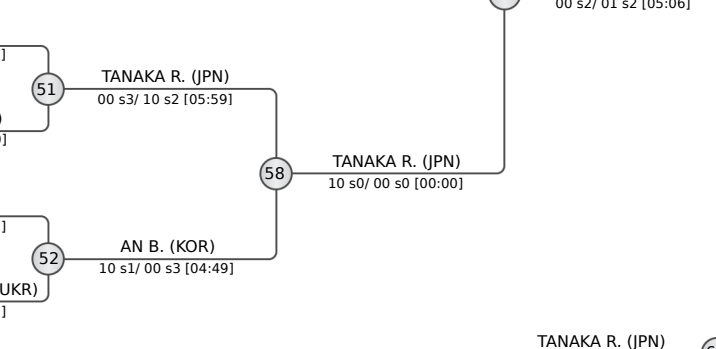 00 s2/ 01 s2 [05:06]
]
51
TANAKA R. (JPN)
00 s3/ 10 s2 [05:59]
)
]
58
TANAKA R. (JPN)
10 s0/ 00 s0 [00:00]
]
52
AN B. (KOR)
10 s1/ 00 s3 [04:49]
UKR)
]
TANAKA R. (JPN)